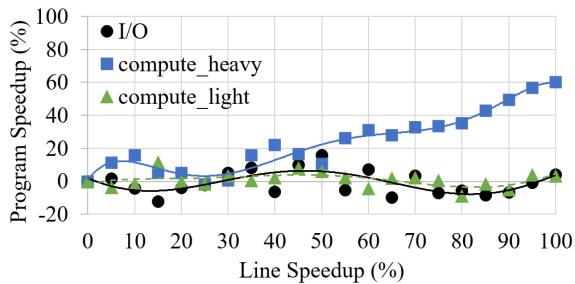 Program Speedup (%)
100
80
60
40
20
0
-20
I/O
compute_heavy
compute_light
0 10 20 30 40 50 60 70 80 90 100
Line Speedup (%)